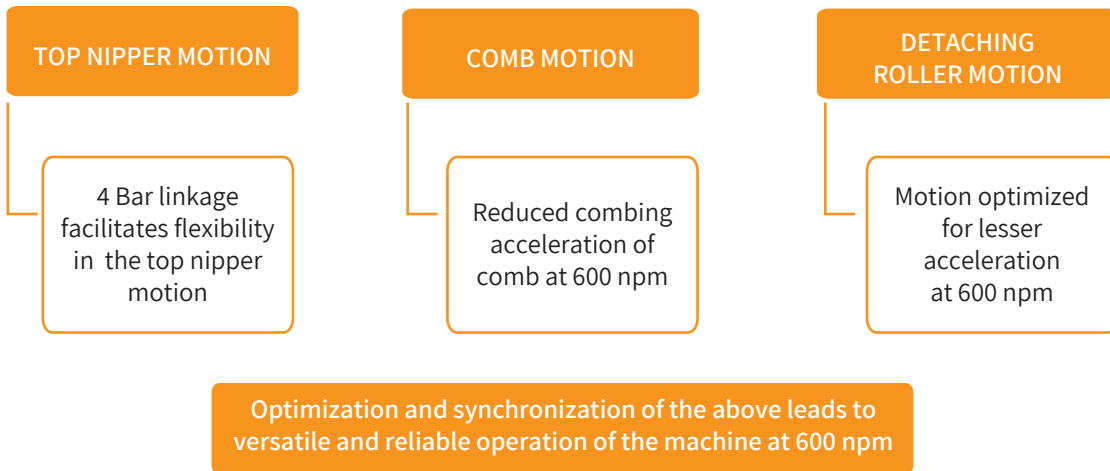 TOP NIPPER MOTION
4 Bar linkage
facilitates flexibility
in the top nipper
motion
COMB MOTION
Reduced combing
acceleration of
comb at 600 npm
DETACHING
ROLLER MOTION
Motion optimized
for lesser
acceleration
at 600 npm
Optimization and synchronization of the above leads to
versatile and reliable operation of the machine at 600 npm